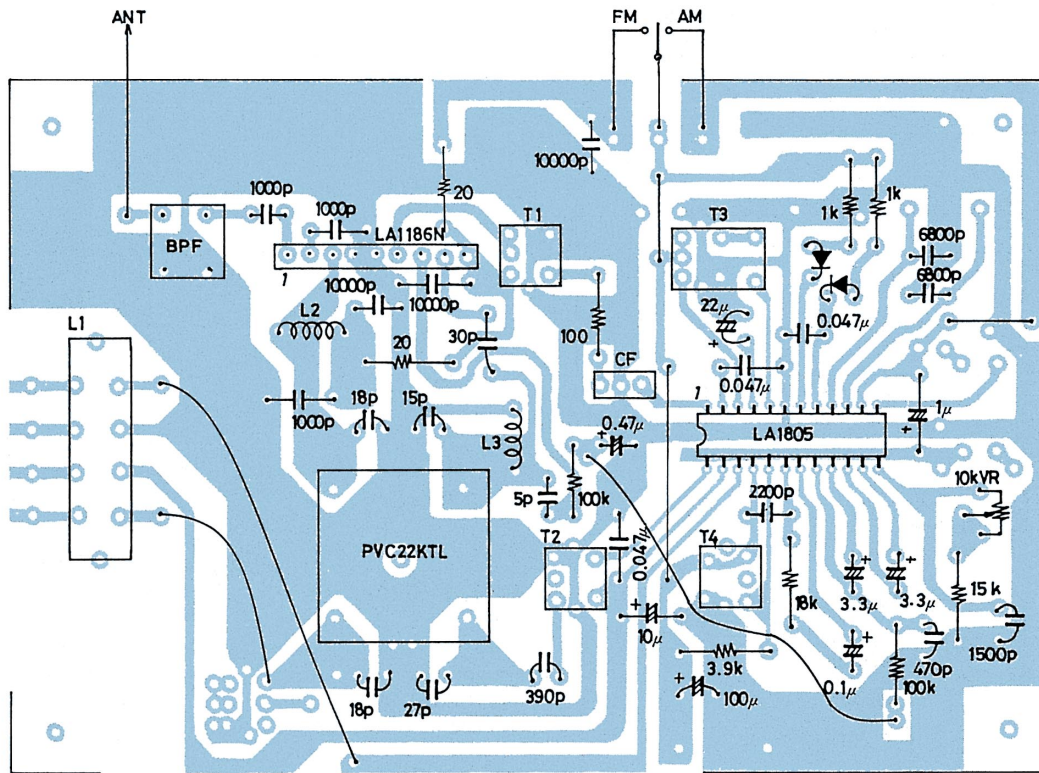 ANT
FM
AM
10000p
1000p
20
1k
1k
1000p
T1
T3
LA1186N
BPF
6800p
6800p
1
10000p
10000p
L2
22μ
+
0.047μ
L1
30p
100
20
CF
0.047μ
18p
15p
1000p
1
1μ
+
0.47μ
+
LA1805
L3
100k
5p
2200p
10kVR
PVC22KTL
0.047μ
T2
T4
+
+
18k
3.3μ
3.3μ
15k
+
10μ
+
1500p
3.9k
470p
390p
0.1μ
100k
18p
27p
+
100μ